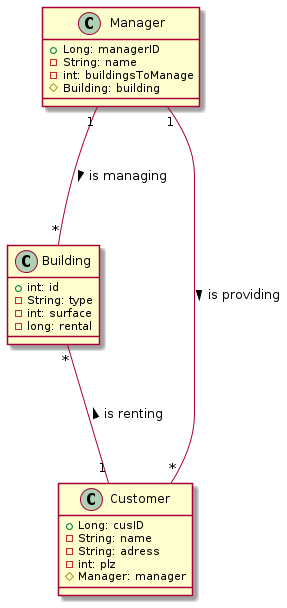 C Manager
Long: managerID
String: name
int: buildingsToManage
Building: building
1
1
is managing
*
C Building
int: id
String: type
int: surface
long: rental
is providing
*
is renting
1
*
C Customer
Long: cusID
String: name
String: adress
int: plz
Manager: manager